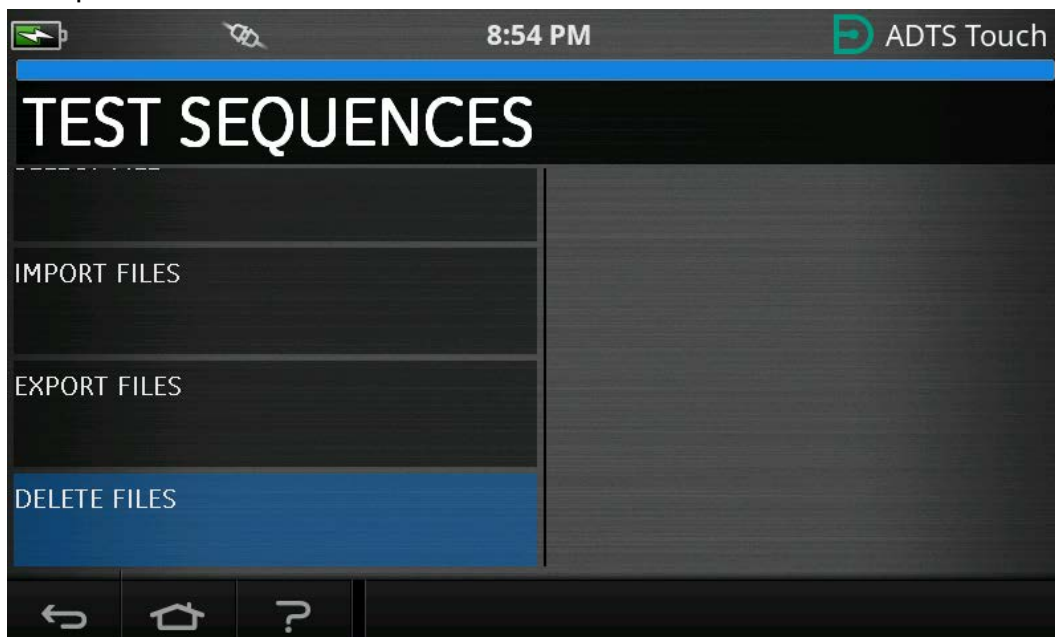 8:54 PM
ADTS Touch
TEST SEQUENCES
IMPORT FILES
EXPORT FILES
DELETE FILES
?